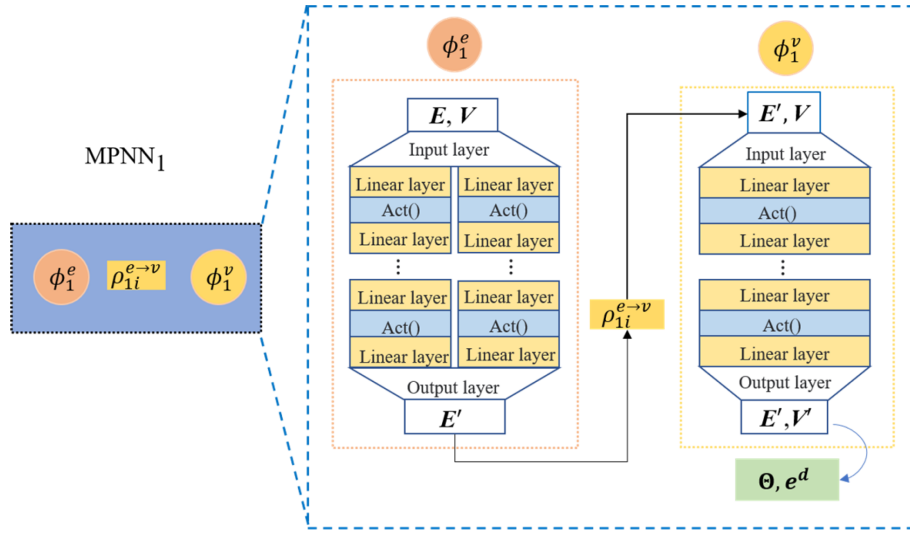 MPNN₁
ϕ₁ᵉ
ρ₁ᵢᵉ→ᵛ
ϕ₁ᵛ
ϕ₁ᵉ
E, V
Input layer
Linear layer Linear layer
Act() Act()
Linear layer Linear layer
⋮ ⋮
Linear layer Linear layer
Act() Act()
Linear layer Linear layer
Output layer
E′
ρ₁ᵢᵉ→ᵛ
ϕ₁ᵛ
E′, V
Input layer
Linear layer
Act()
Linear layer
⋮
Linear layer
Act()
Linear layer
Output layer
E′,V′
Θ, eᵈ